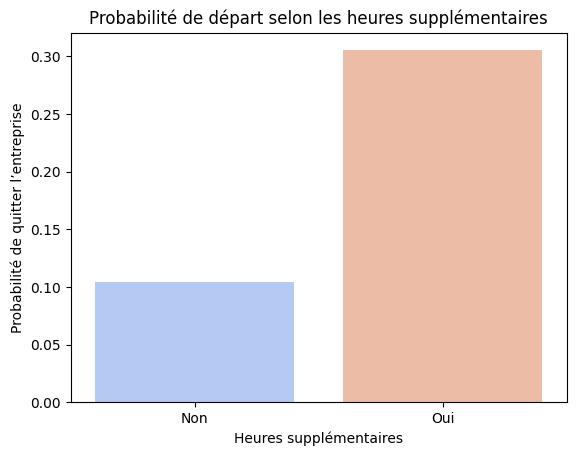 Probabilité de départ selon les heures supplémentaires
Probabilité de quitter l’entreprise
0.30
0.25
0.20
0.15
0.10
0.05
0.00
Non
Oui
Heures supplémentaires